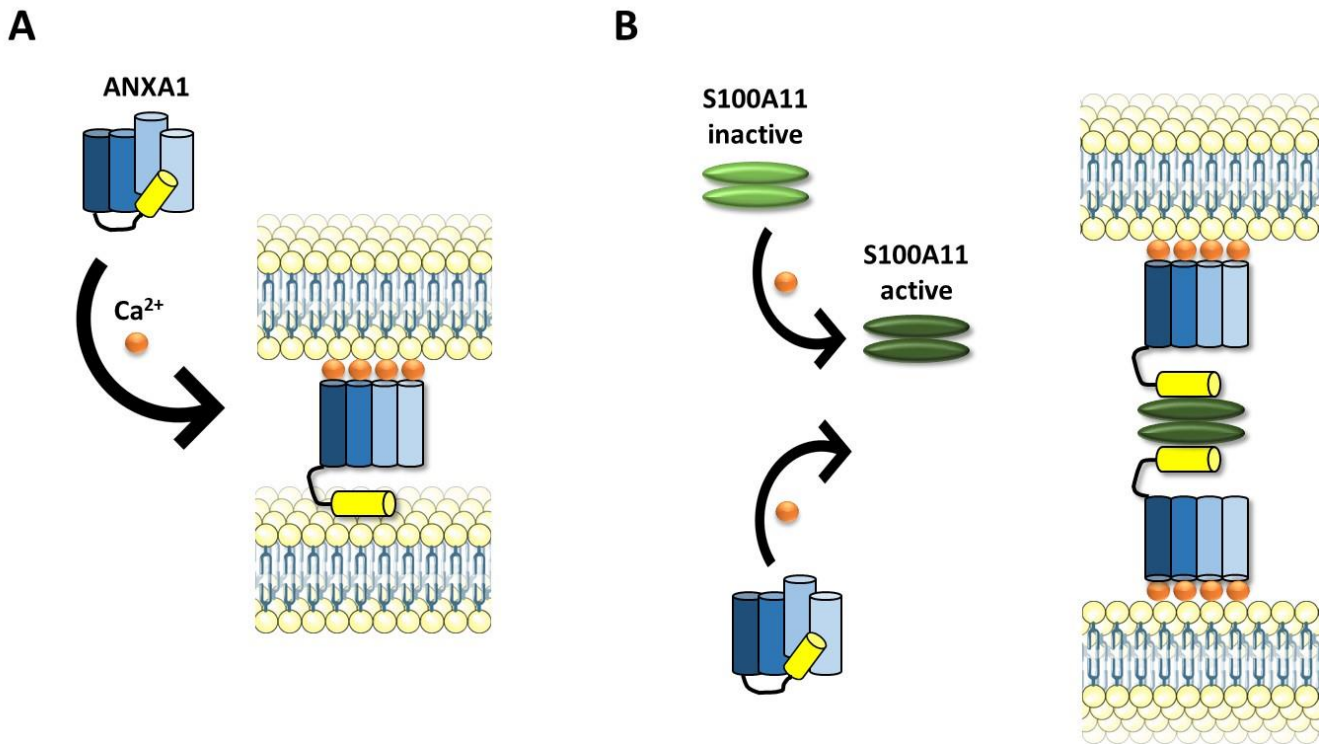 A
ANXA1
Ca²⁺
B
S100A11
inactive
S100A11
active